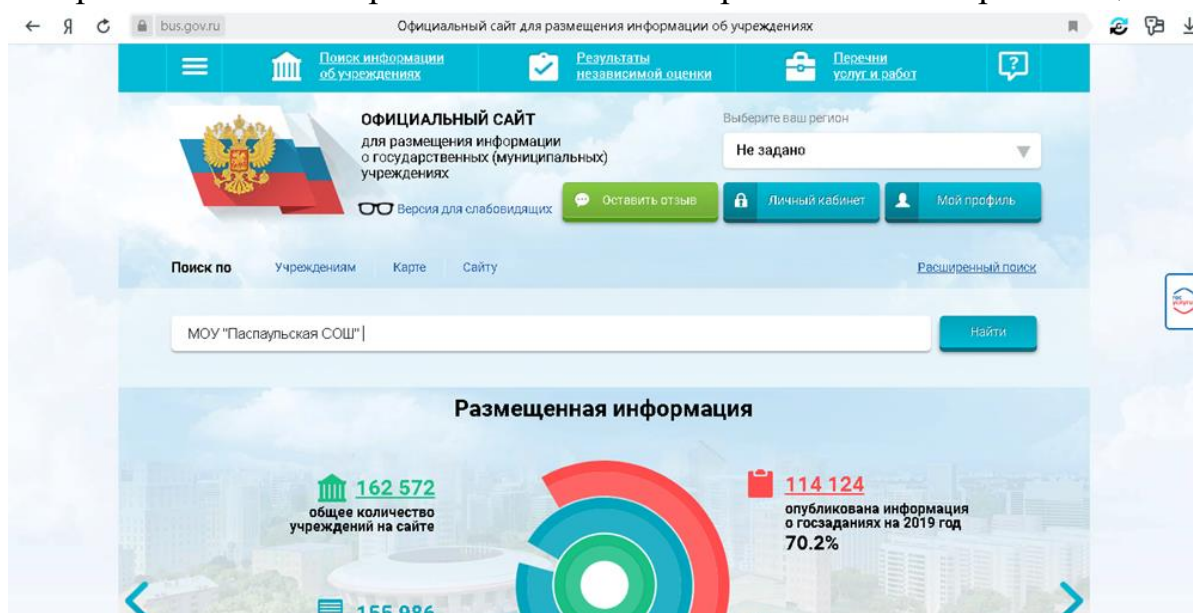 Я
bus.gov.ru
Официальный сайт для размещения информации об учреждениях
Поиск информации
об учреждениях
Результаты
независимой оценки
Перечни
услуг и работ
?
ОФИЦИАЛЬНЫЙ САЙТ
для размещения информации
о государственных (муниципальных)
учреждениях
Версия для слабовидящих
Выберите ваш регион
Не задано
Оставить отзыв
Личный кабинет
Мой профиль
Поиск по
Учреждениям
Карте
Сайту
Расширенный поиск
МОУ "Паспаульская СОШ"
Найти
Размещенная информация
162 572
общее количество
учреждений на сайте
114 124
опубликована информация
о госзаданиях на 2019 год
70.2%
155 986